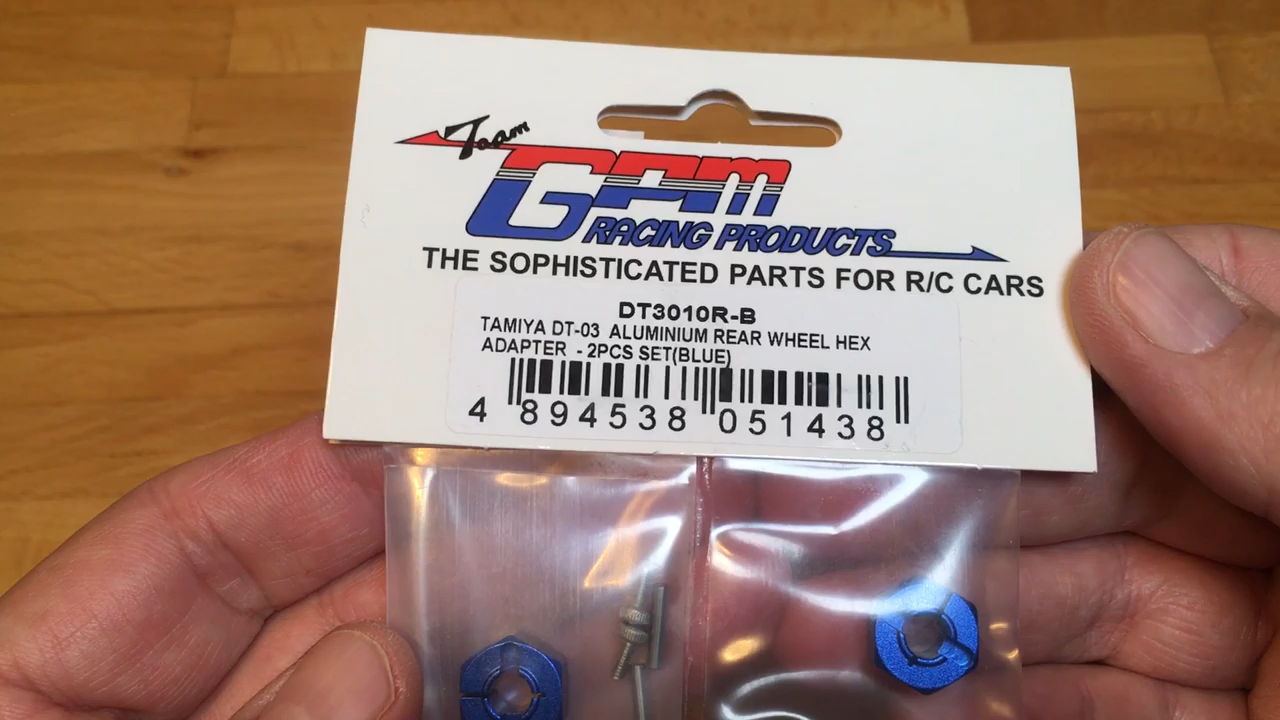 Team
GPM
RACING PRODUCTS
THE SOPHISTICATED PARTS FOR R/C CARS
DT3010R-B
TAMIYA DT-03 ALUMINIUM REAR WHEEL HEX
ADAPTER - 2PCS SET(BLUE)
4 894538 051438